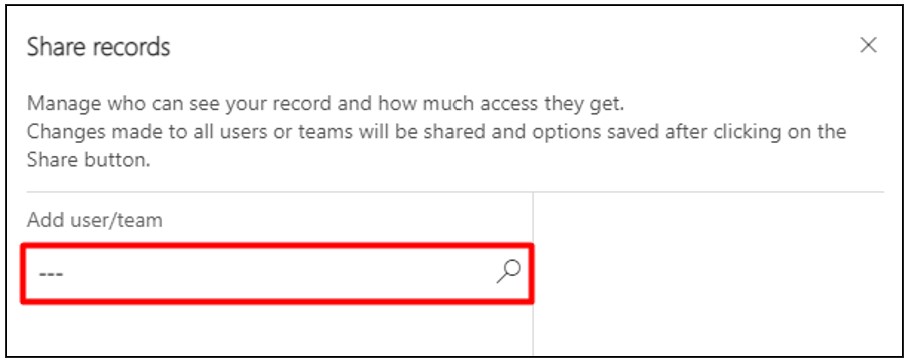 Share records
Manage who can see your record and how much access they get.
Changes made to all users or teams will be shared and options saved after clicking on the
Share button.
Add user/team
---